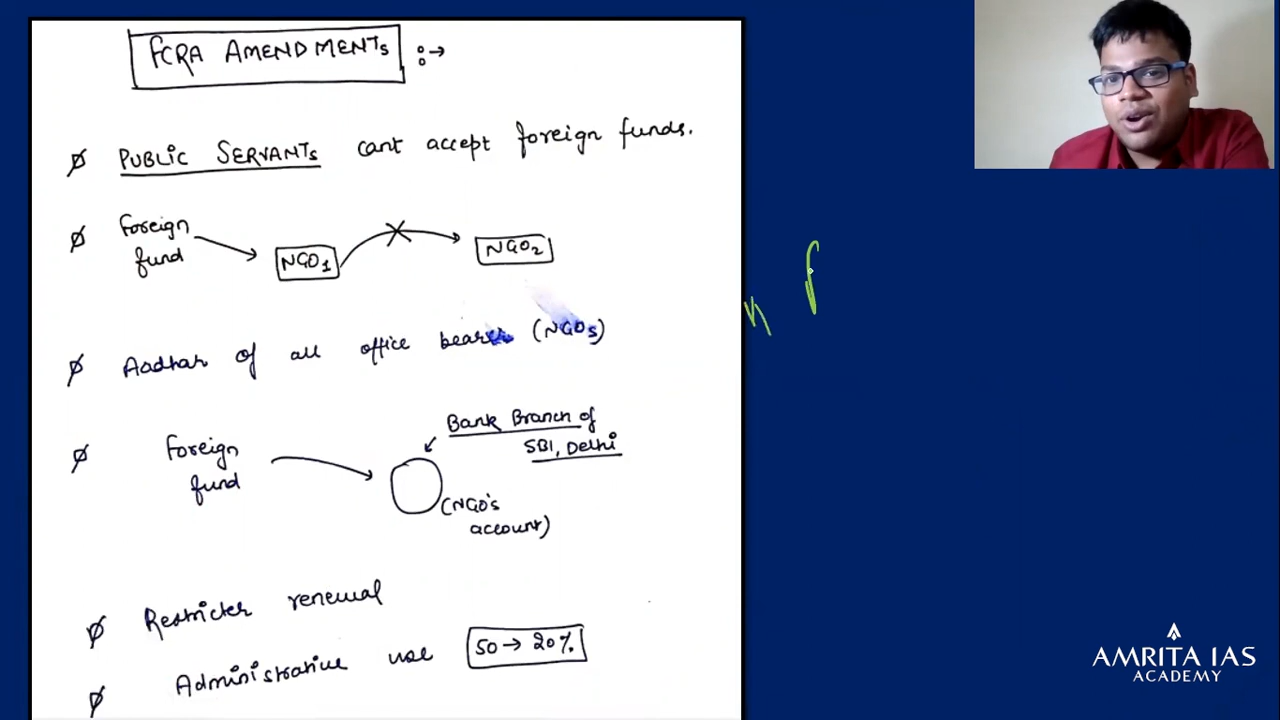 FCRA AMENDMENTS :→
PUBLIC SERVANTS cant accept foreign funds.
Foreign
fund
NGO1
NGO2
Aadhar of all office bearers (NGOs)
Bank Branch of
SBI, Delhi
Foreign
fund
(NGO's
account)
Restricter renewal
Administrative use 50 → 20%.
AMRITA IAS
ACADEMY